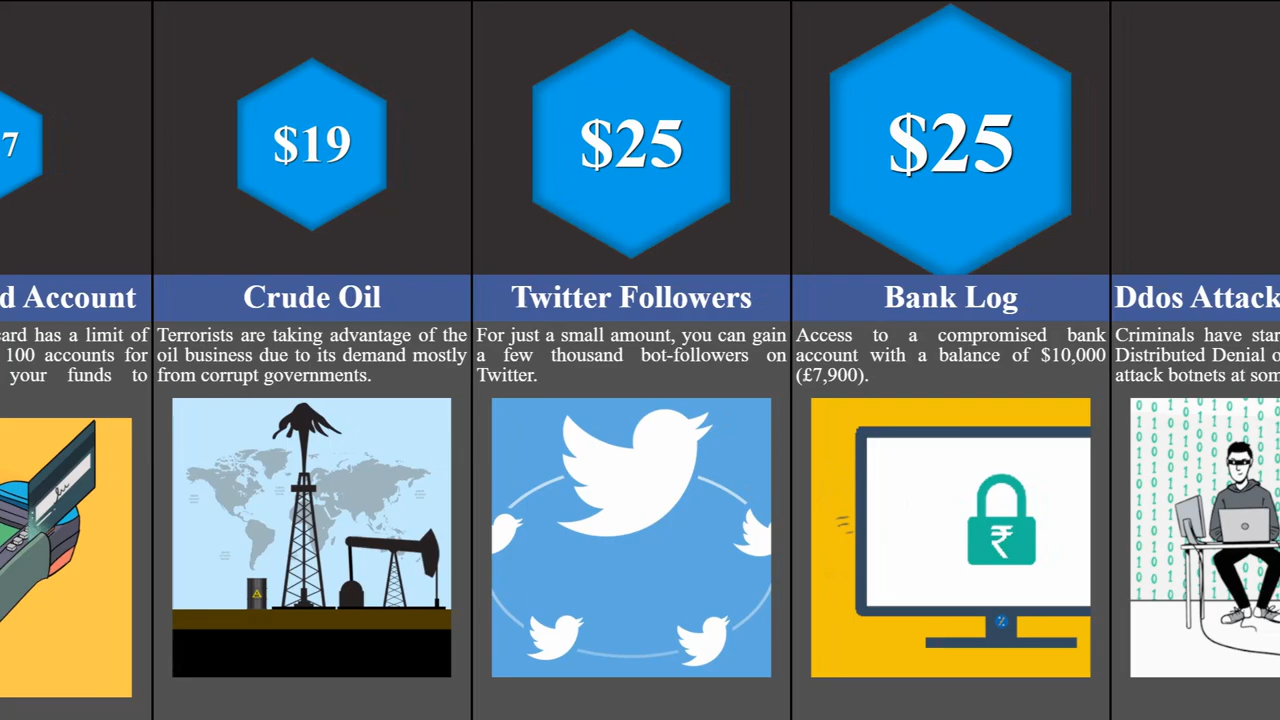 7
$19
$25
$25
d Account
Crude Oil
Twitter Followers
Bank Log
Ddos Attack
card has a limit of
100 accounts for
your funds to
Terrorists are taking advantage of the
oil business due to its demand mostly
from corrupt governments.
For just a small amount, you can gain
a few thousand bot-followers on
Twitter.
Access to a compromised bank
account with a balance of $10,000
(£7,900).
Criminals have star
Distributed Denial o
attack botnets at som
₹